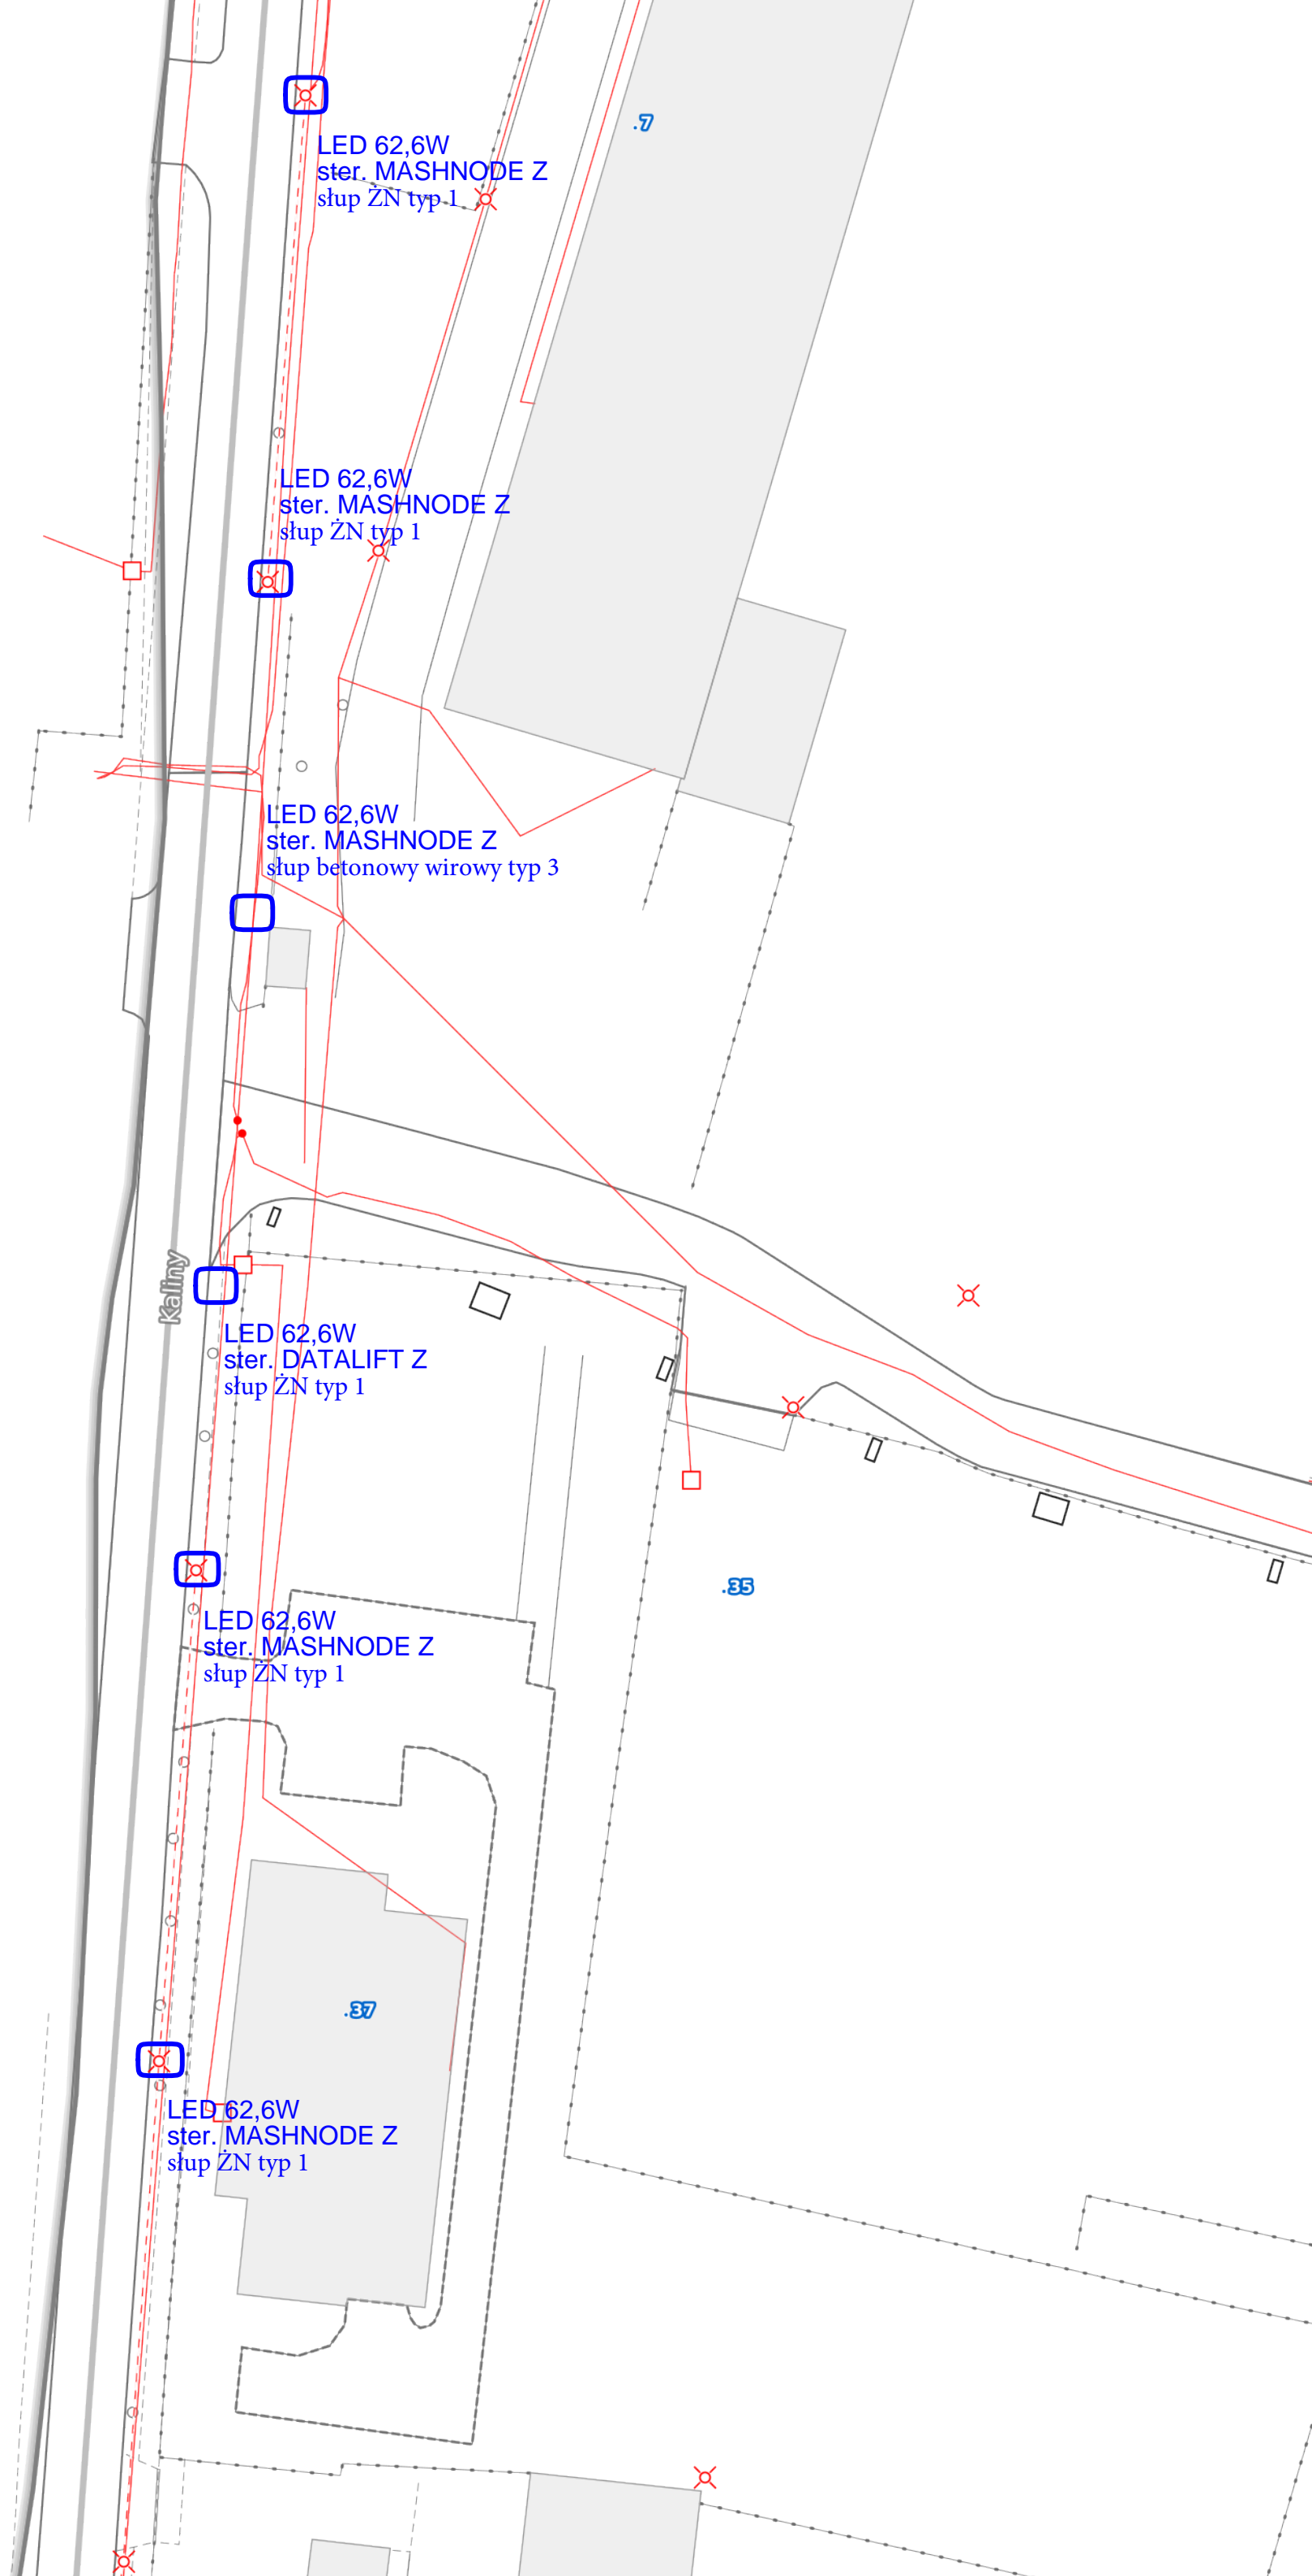 .7
LED 62,6W
ster. MASHNODE Z
słup ŻN typ 1
LED 62,6W
ster. MASHNODE Z
słup ŻN typ 1
LED 62,6W
ster. MASHNODE Z
słup betonowy wirowy typ 3
Kaliny
LED 62,6W
ster. DATALIFT Z
słup ŻN typ 1
.35
LED 62,6W
ster. MASHNODE Z
słup ŻN typ 1
.37
LED 62,6W
ster. MASHNODE Z
słup ŻN typ 1